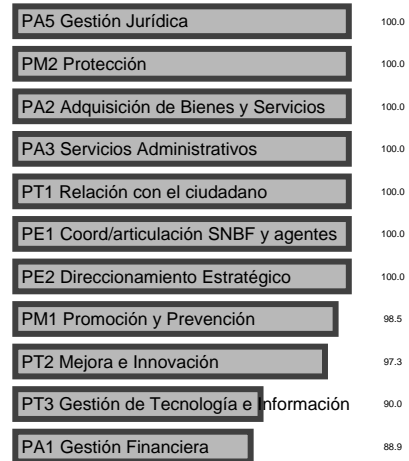 PA5 Gestión Jurídica 100.0
PM2 Protección 100.0
PA2 Adquisición de Bienes y Servicios 100.0
PA3 Servicios Administrativos 100.0
PT1 Relación con el ciudadano 100.0
PE1 Coord/articulación SNBF y agentes 100.0
PE2 Direccionamiento Estratégico 100.0
PM1 Promoción y Prevención 98.5
PT2 Mejora e Innovación 97.3
PT3 Gestión de Tecnología e Información 90.0
PA1 Gestión Financiera 88.9